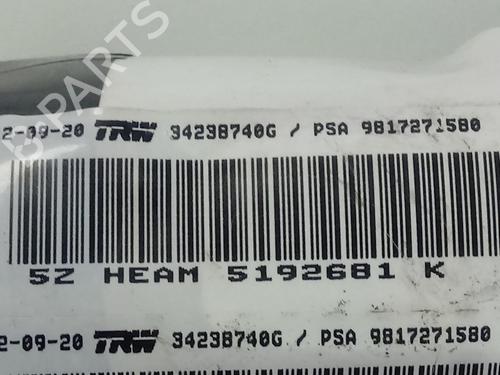 2-09-20 TRW 34238740G / PSA 9817271580
5Z HEAM 5192681 K
2-09-20 TRW 34238740G / PSA 9817271580
B PARTS